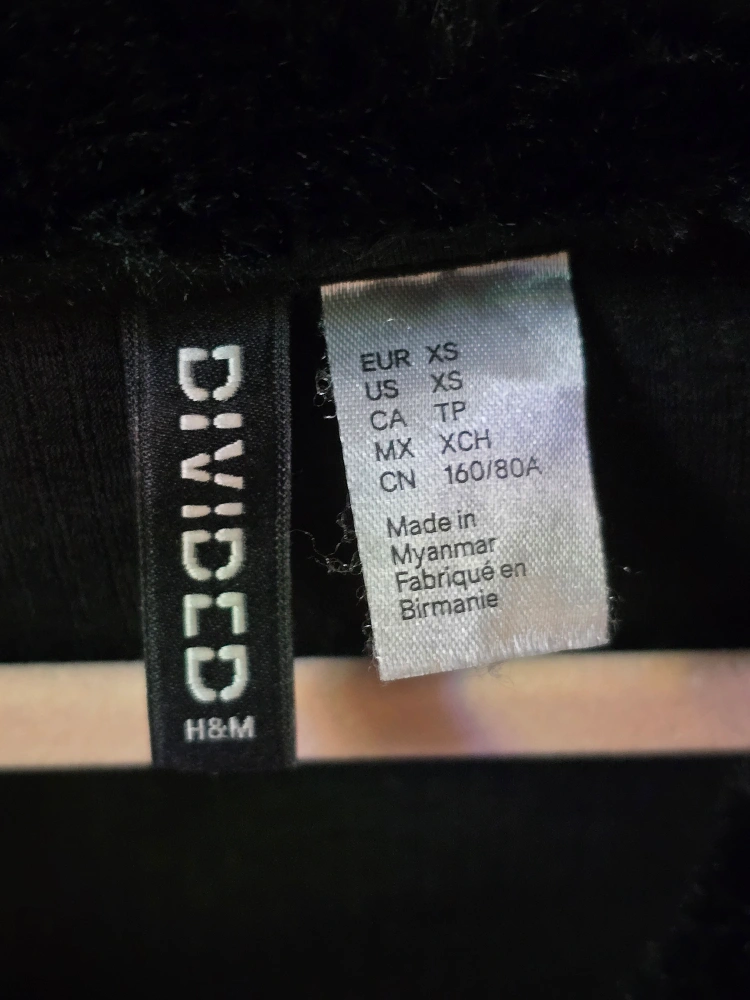 DIVIDED
H&M
EUR XS
US XS
CA TP
MX XCH
CN 160/80A
Made in
Myanmar
Fabriqué en
Birmanie